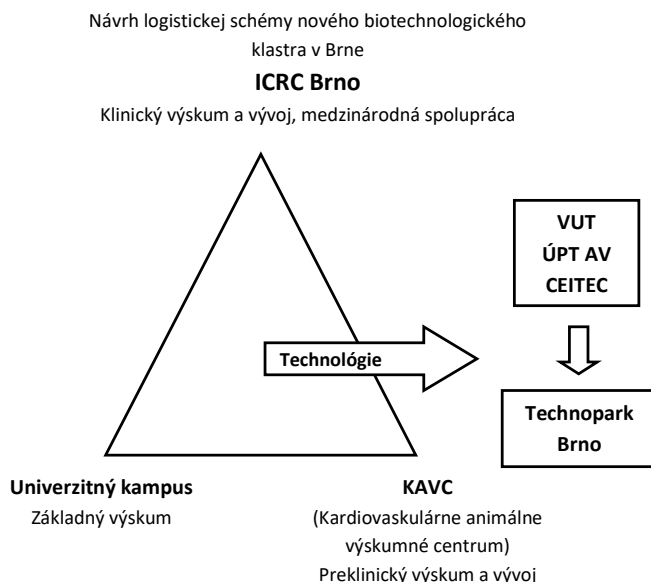 Návrh logistickej schémy nového biotechnologického
klastra v Brne
ICRC Brno
Klinický výskum a vývoj, medzinárodná spolupráca
VUT
ÚPT AV
CEITEC
Technológie
Technopark
Brno
Univerzitný kampus
Základný výskum
KAVC
(Kardiovaskulárne animálne
výskumné centrum)
Preklinický výskum a vývoj